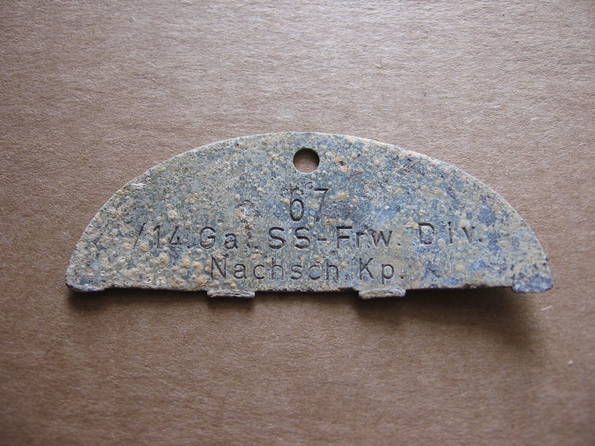 67
/14.Gal.SS-Frw. Div.
Nachsch.Kp.